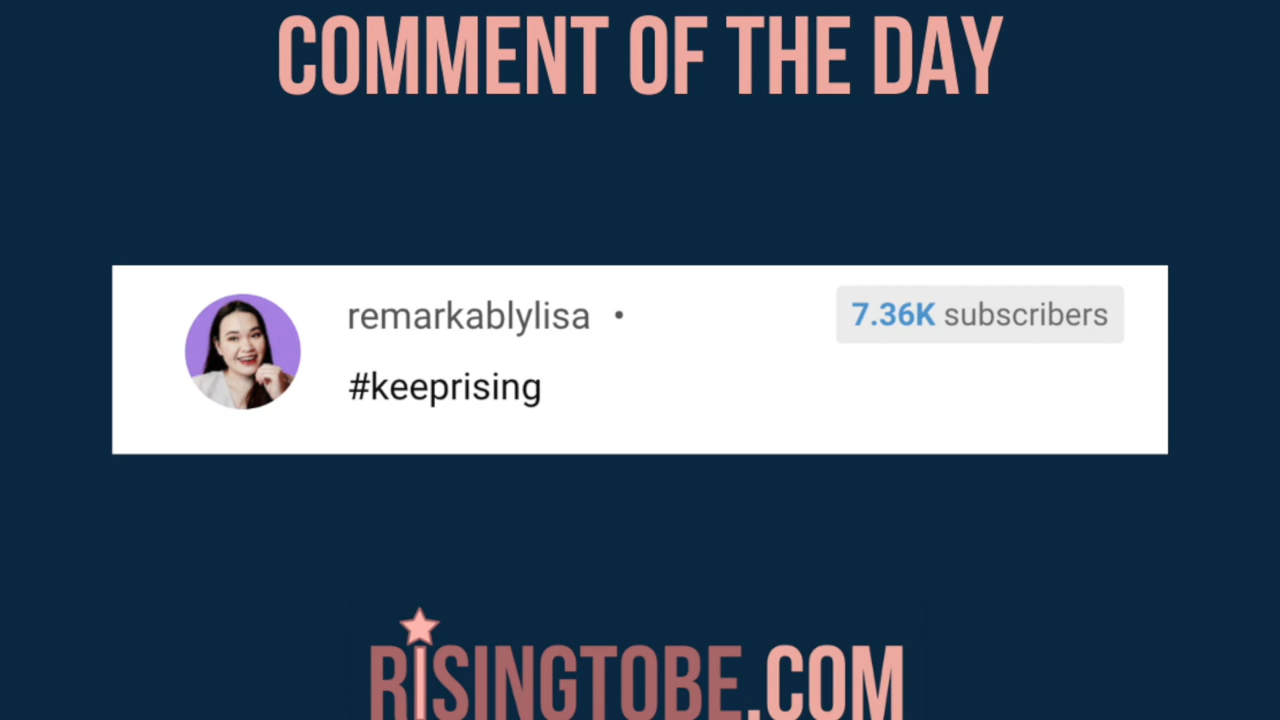 COMMENT OF THE DAY
remarkablylisa •
7.36K subscribers
#keeprising
RISINGTOBE.COM